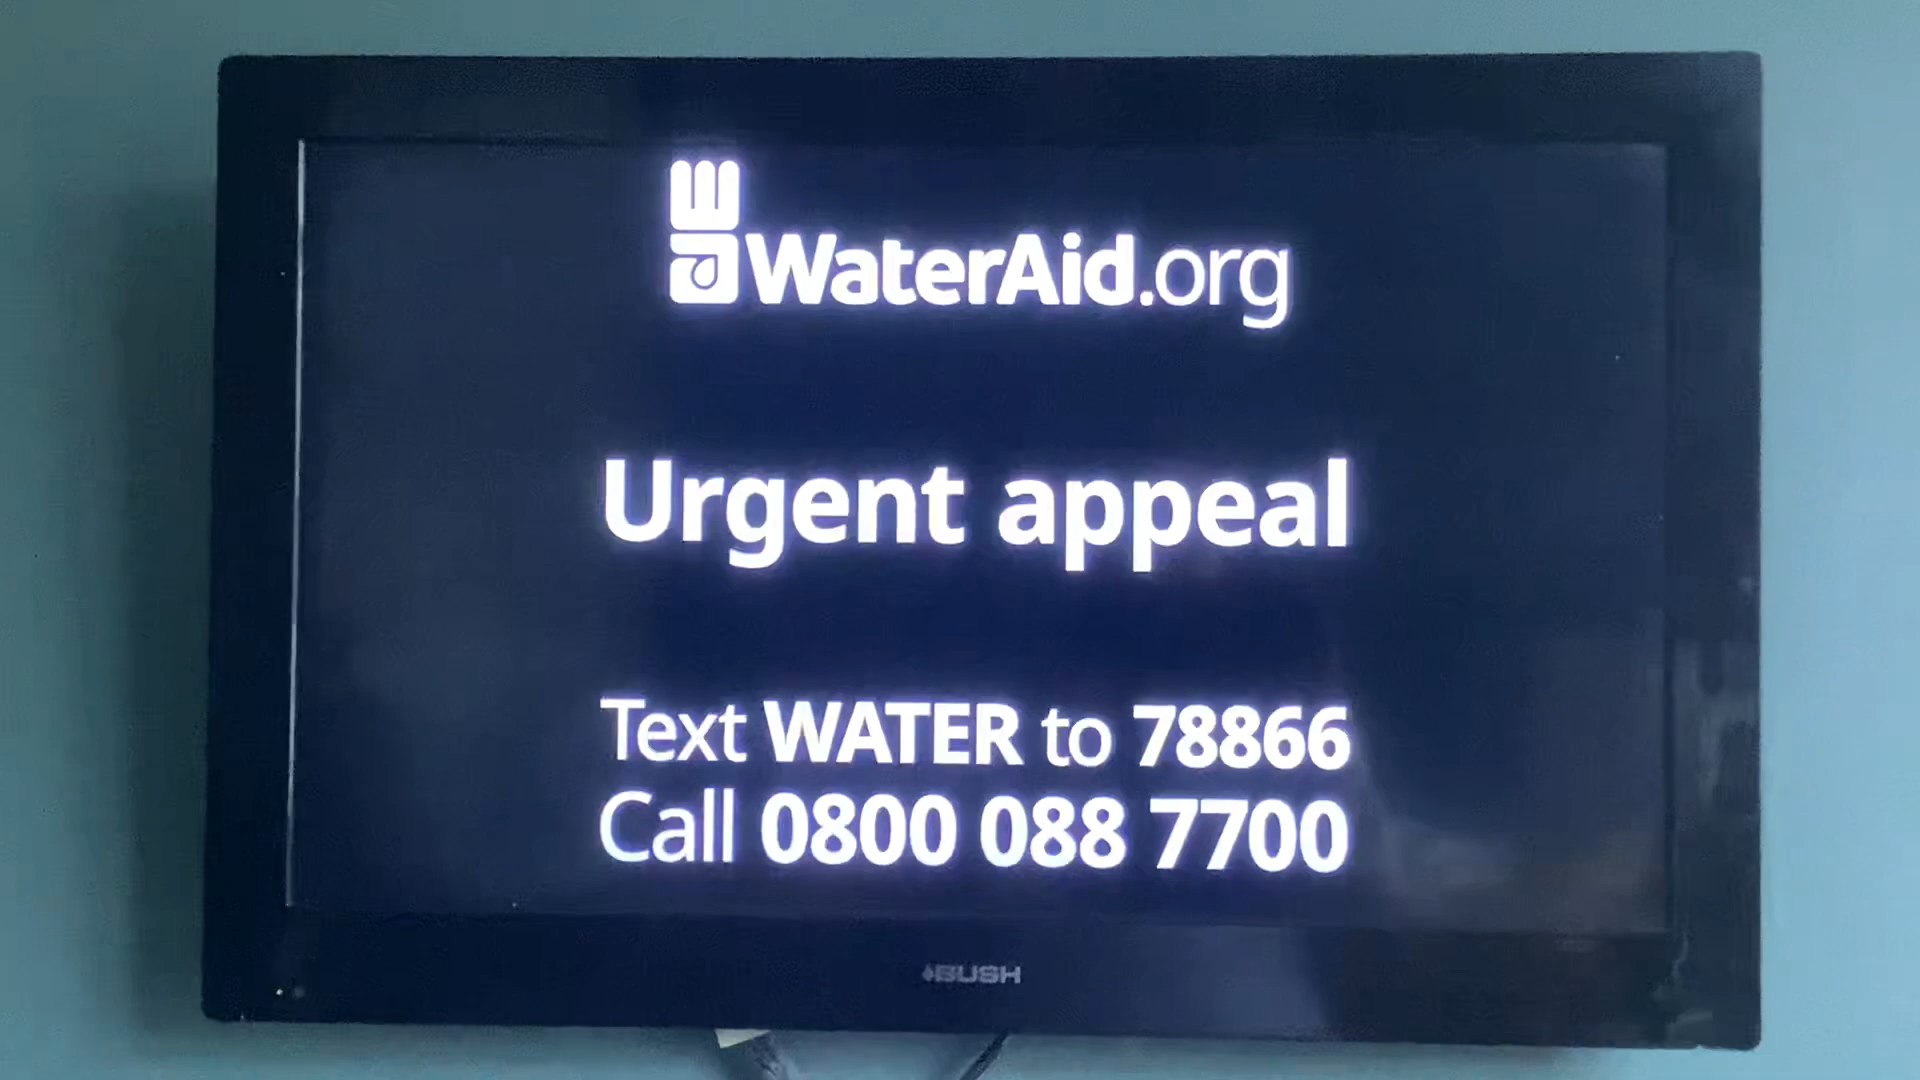 WaterAid.org
Urgent appeal
Text WATER to 78866
Call 0800 088 7700
BUSH